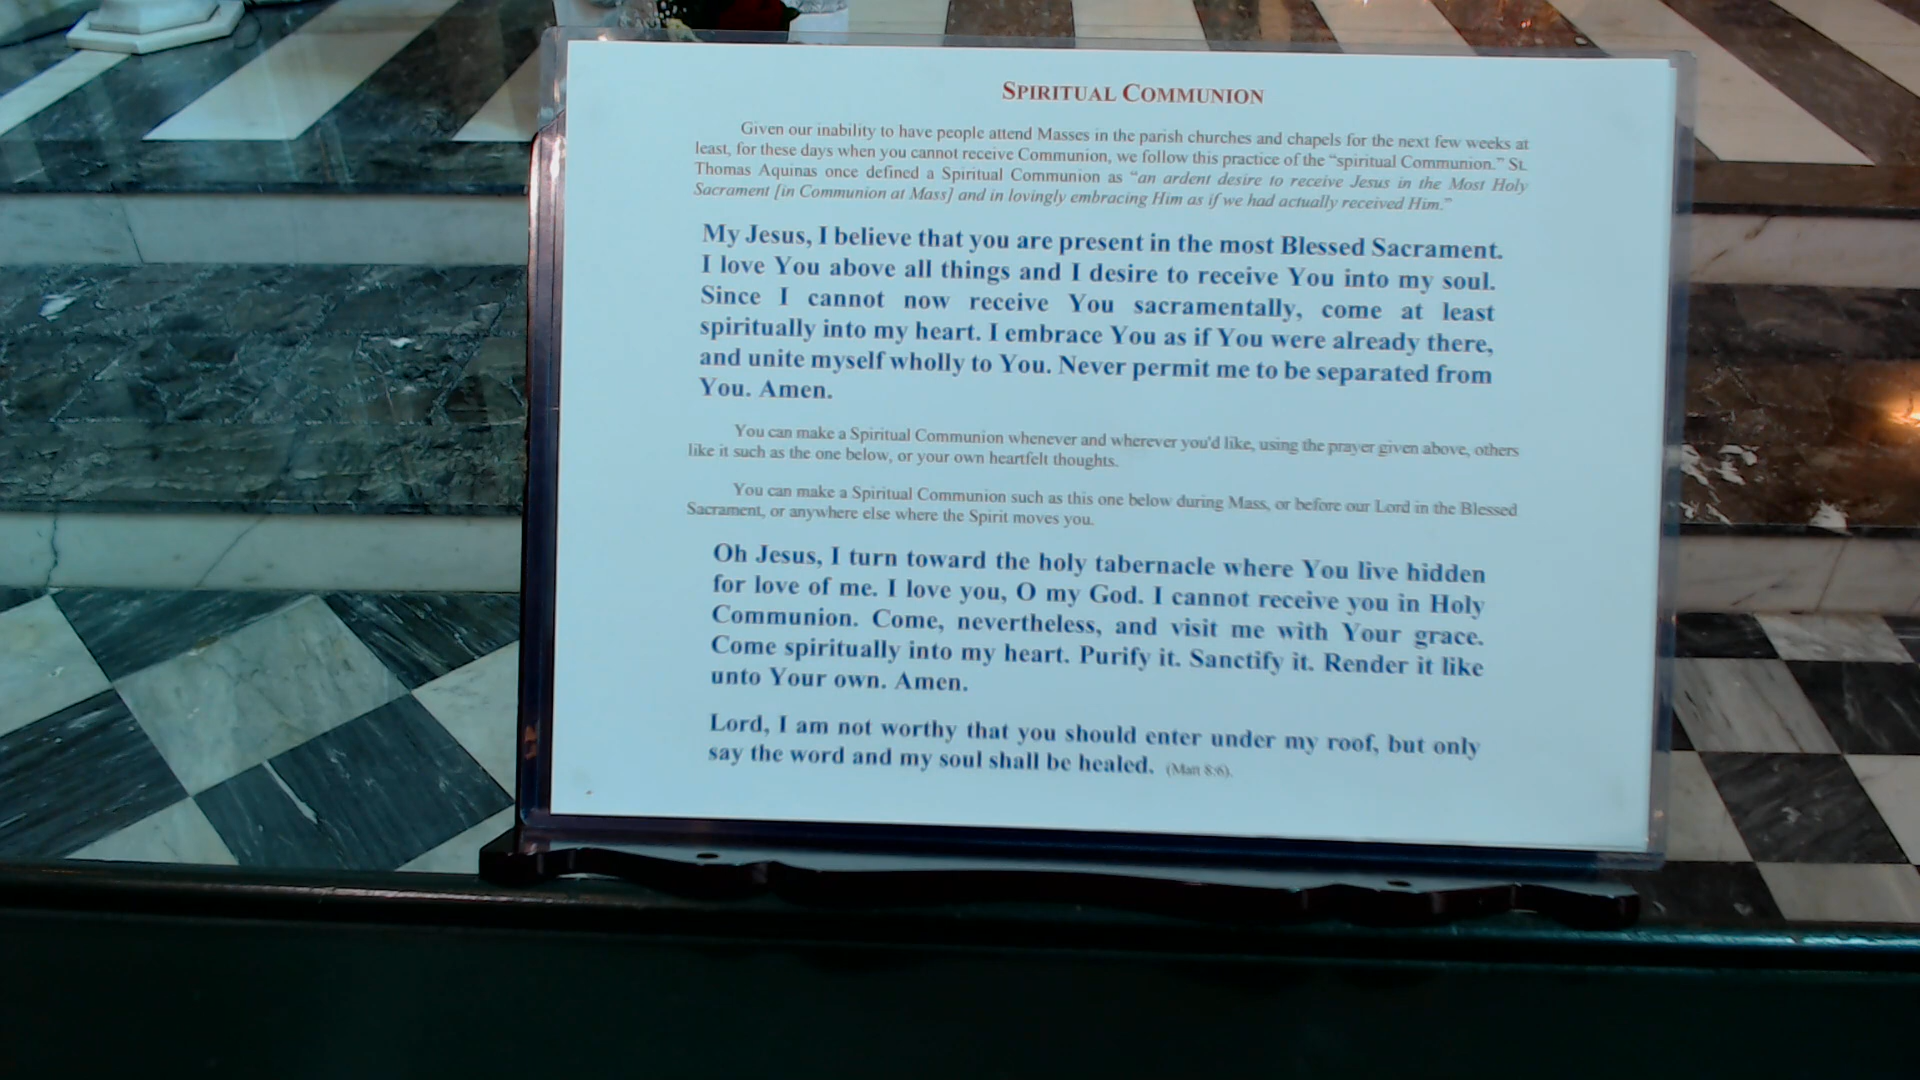 SPIRITUAL COMMUNION
Given our inability to have people attend Masses in the parish churches and chapels for the next few weeks at
least, for these days when you cannot receive Communion, we follow this practice of the “spiritual Communion.” St.
Thomas Aquinas once defined a Spiritual Communion as “an ardent desire to receive Jesus in the Most Holy
Sacrament [in Communion at Mass] and in lovingly embracing Him as if we had actually received Him.”
My Jesus, I believe that you are present in the most Blessed Sacrament.
I love You above all things and I desire to receive You into my soul.
Since I cannot now receive You sacramentally, come at least
spiritually into my heart. I embrace You as if You were already there,
and unite myself wholly to You. Never permit me to be separated from
You. Amen.
You can make a Spiritual Communion whenever and wherever you'd like, using the prayer given above, others
like it such as the one below, or your own heartfelt thoughts.
You can make a Spiritual Communion such as this one below during Mass, or before our Lord in the Blessed
Sacrament, or anywhere else where the Spirit moves you.
Oh Jesus, I turn toward the holy tabernacle where You live hidden
for love of me. I love you, O my God. I cannot receive you in Holy
Communion. Come, nevertheless, and visit me with Your grace.
Come spiritually into my heart. Purify it. Sanctify it. Render it like
unto Your own. Amen.
Lord, I am not worthy that you should enter under my roof, but only
say the word and my soul shall be healed. (Matt 8:6).